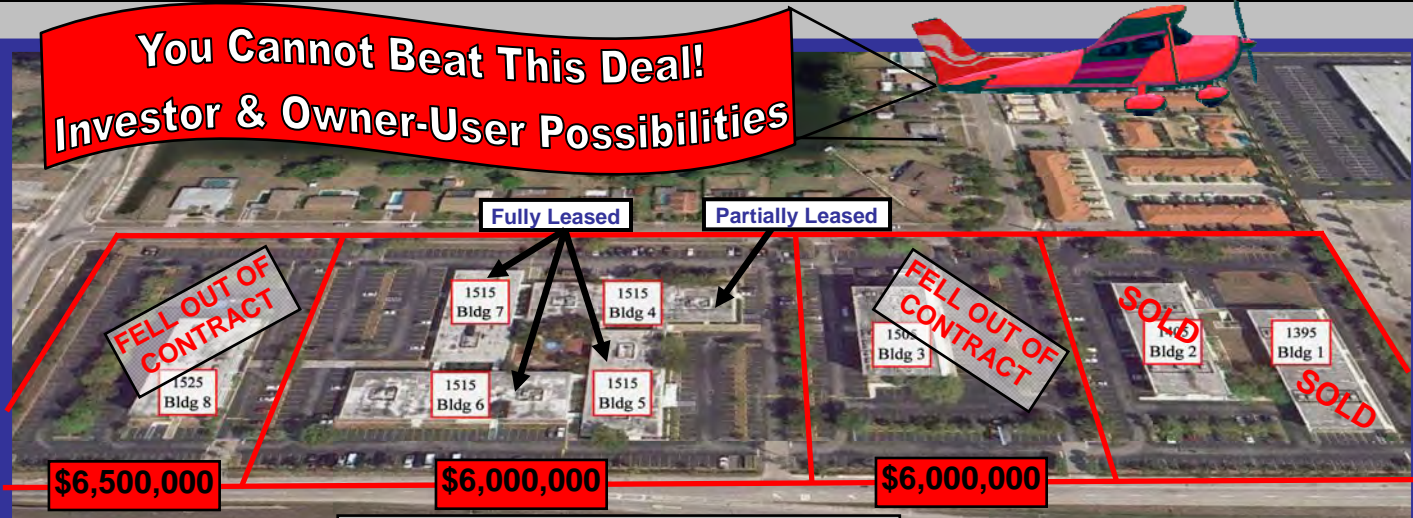 You Cannot Beat This Deal!
Investor & Owner-User Possibilities
Fully Leased
Partially Leased
FELL OUT OF
CONTRACT
1525
Bldg 8
1515
Bldg 7
1515
Bldg 4
1515
Bldg 6
1515
Bldg 5
FELL OUT OF
CONTRACT
1505
Bldg 3
SOLD
1405
Bldg 2
1395
Bldg 1
SOLD
$6,500,000
$6,000,000
$6,000,000